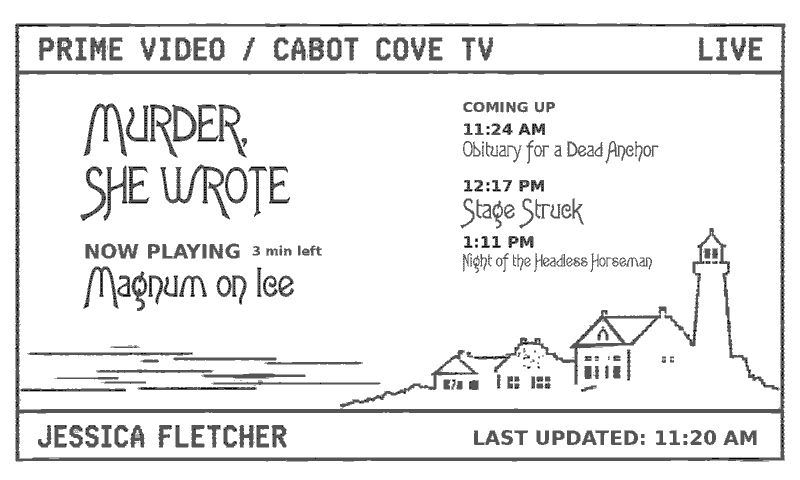 PRIME VIDEO / CABOT COVE TV
LIVE
MURDER,
SHE WROTE
NOW PLAYING 3 min left
Magnum on Ice
COMING UP
11:24 AM
Obituary for a Dead Anchor
12:17 PM
Stage Struck
1:11 PM
Night of the Headless Horseman
JESSICA FLETCHER
LAST UPDATED: 11:20 AM